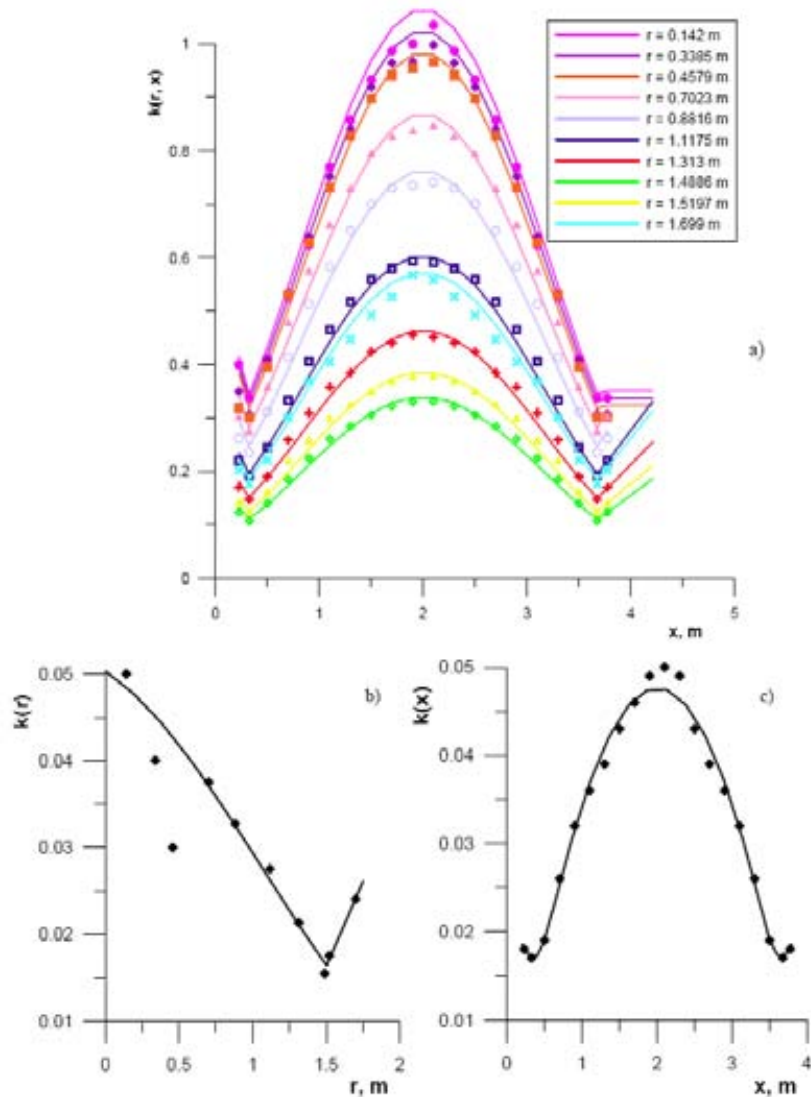 k(r, x)
1
0.8
0.6
0.4
0.2
0
0 1 2 3 4 5
x, m
r = 0.142 m
r = 0.3385 m
r = 0.4579 m
r = 0.7023 m
r = 0.8816 m
r = 1.1175 m
r = 1.313 m
r = 1.4886 m
r = 1.5197 m
r = 1.699 m
a)
k(r)
0.05
0.04
0.03
0.02
0.01
0 0.5 1 1.5 2
r, m
b)
k(x)
0.05
0.04
0.03
0.02
0.01
0 1 2 3 4
x, m
c)